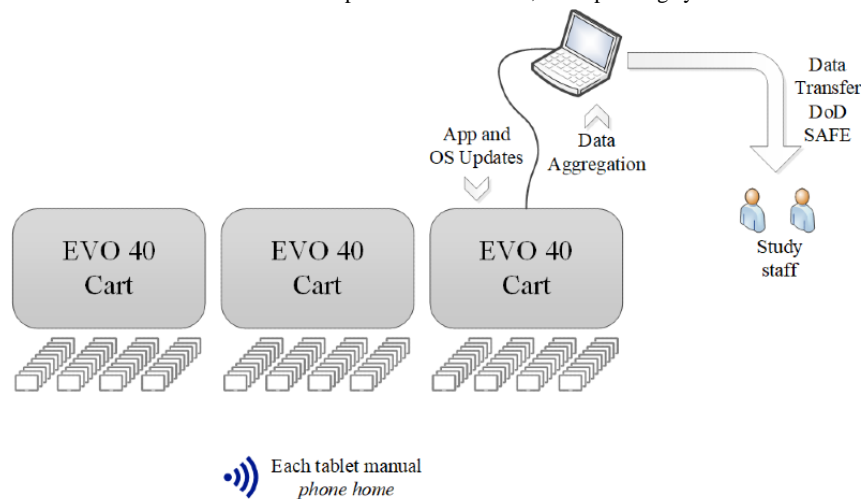 App and
OS Updates
Data
Aggregation
Data
Transfer
DoD
SAFE
EVO 40
Cart
EVO 40
Cart
EVO 40
Cart
Study
staff
Each tablet manual
phone home